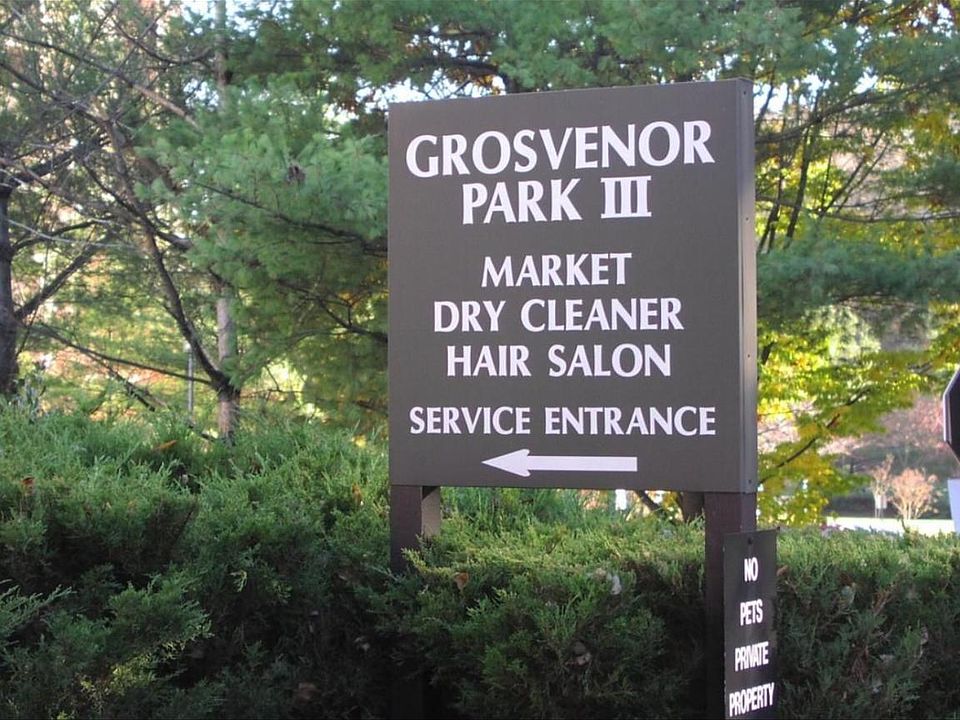 GROSVENOR
PARK III
MARKET
DRY CLEANER
HAIR SALON
SERVICE ENTRANCE
NO
PETS
PRIVATE
PROPERTY